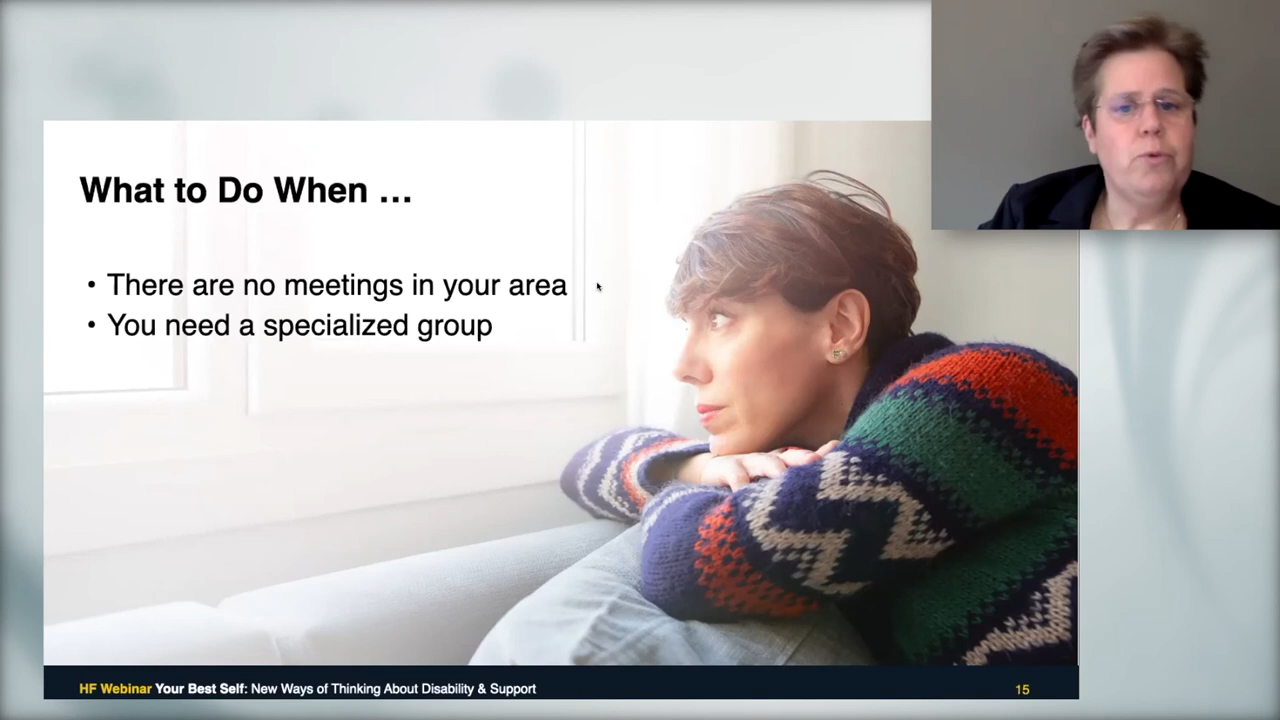 What to Do When ...
• There are no meetings in your area
• You need a specialized group
HF Webinar Your Best Self: New Ways of Thinking About Disability & Support
15